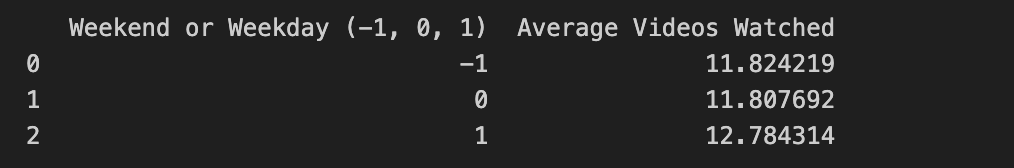 Weekend or Weekday (-1, 0, 1) Average Videos Watched
0 -1 11.824219
1 0 11.807692
2 1 12.784314